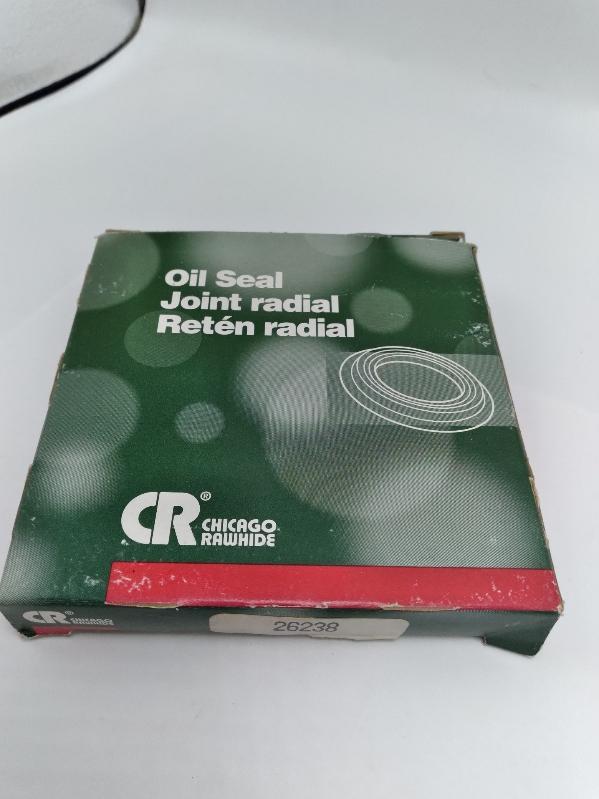 Oil Seal
Joint radial
Retén radial
CR®
CHICAGO
RAWHIDE
CR®
CHICAGO
RAWHIDE
26238